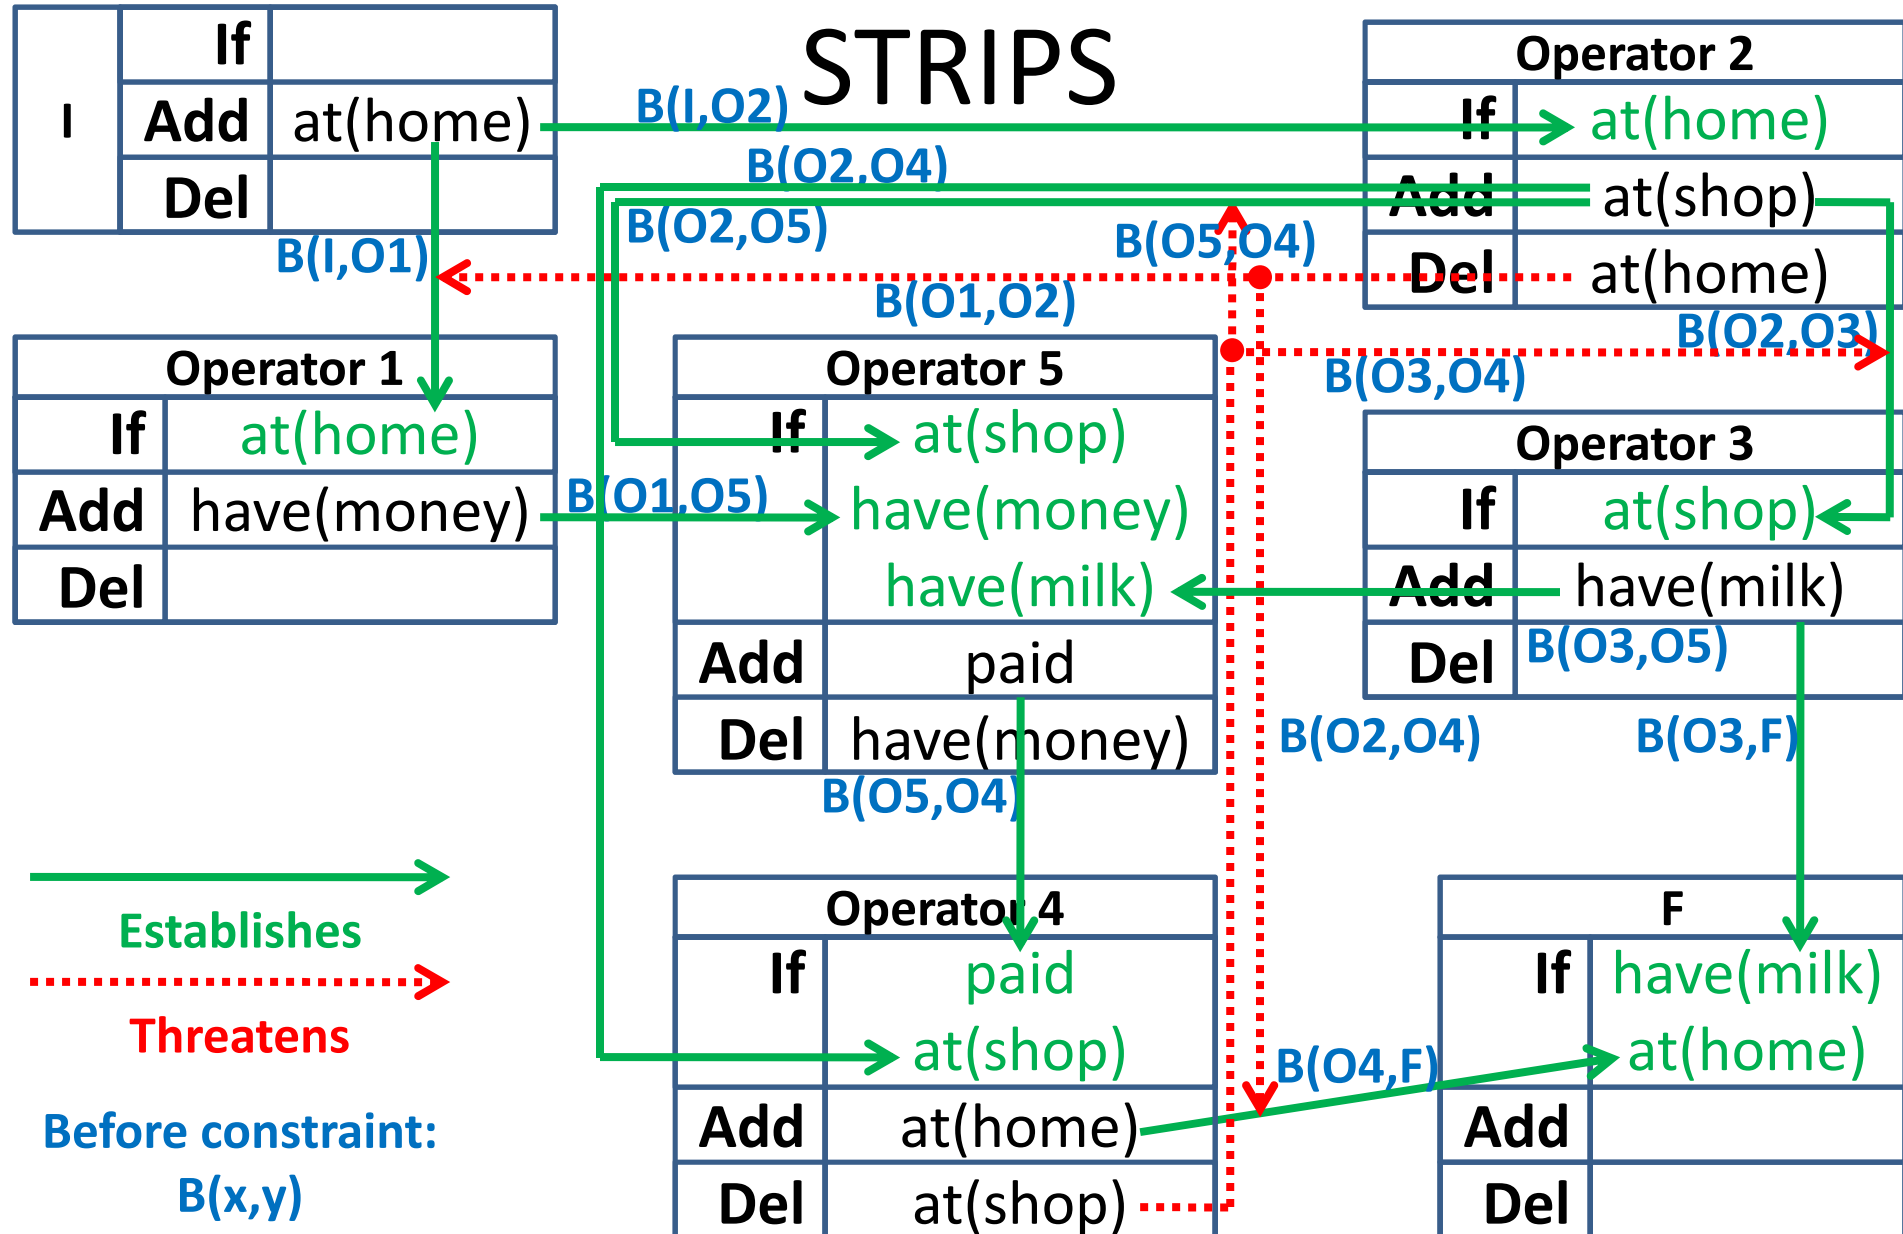 STRIPS
I
If
Add at(home)
Del
B(I,O2)
B(O2,O4)
B(O2,O5)
B(I,O1)
B(O5,O4)
B(O1,O2)
Operator 2
If at(home)
Add at(shop)
Del at(home)
B(O2,O3)
B(O3,O4)
Operator 1
If at(home)
Add have(money)
Del
B(O1,O5)
Operator 5
If at(shop)
have(money)
have(milk)
Add paid
Del have(money)
B(O5,O4)
Operator 3
If at(shop)
Add have(milk)
Del
B(O3,O5)
B(O2,O4)
B(O3,F)
Establishes
Threatens
Before constraint:
B(x,y)
Operator 4
If paid
at(shop)
Add at(home)
Del at(shop)
B(O4,F)
F
If have(milk)
at(home)
Add
Del